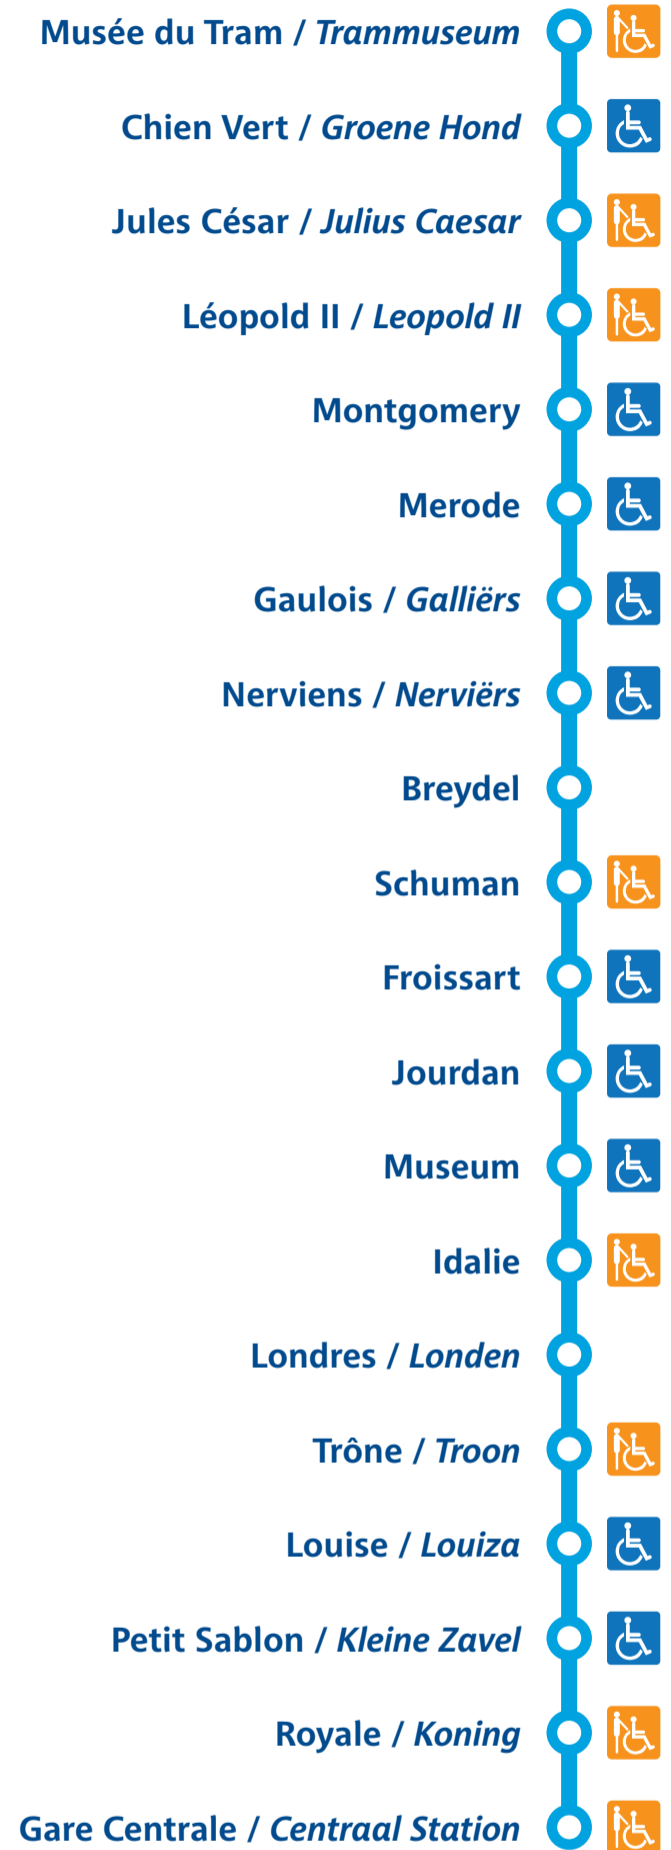 Musée du Tram / Trammuseum
Chien Vert / Groene Hond
Jules César / Julius Caesar
Léopold II / Leopold II
Montgomery
Merode
Gaulois / Galliërs
Nerviens / Nerviërs
Breydel
Schuman
Froissart
Jourdan
Museum
Idalie
Londres / Londen
Trône / Troon
Louise / Louiza
Petit Sablon / Kleine Zavel
Royale / Koning
Gare Centrale / Centraal Station